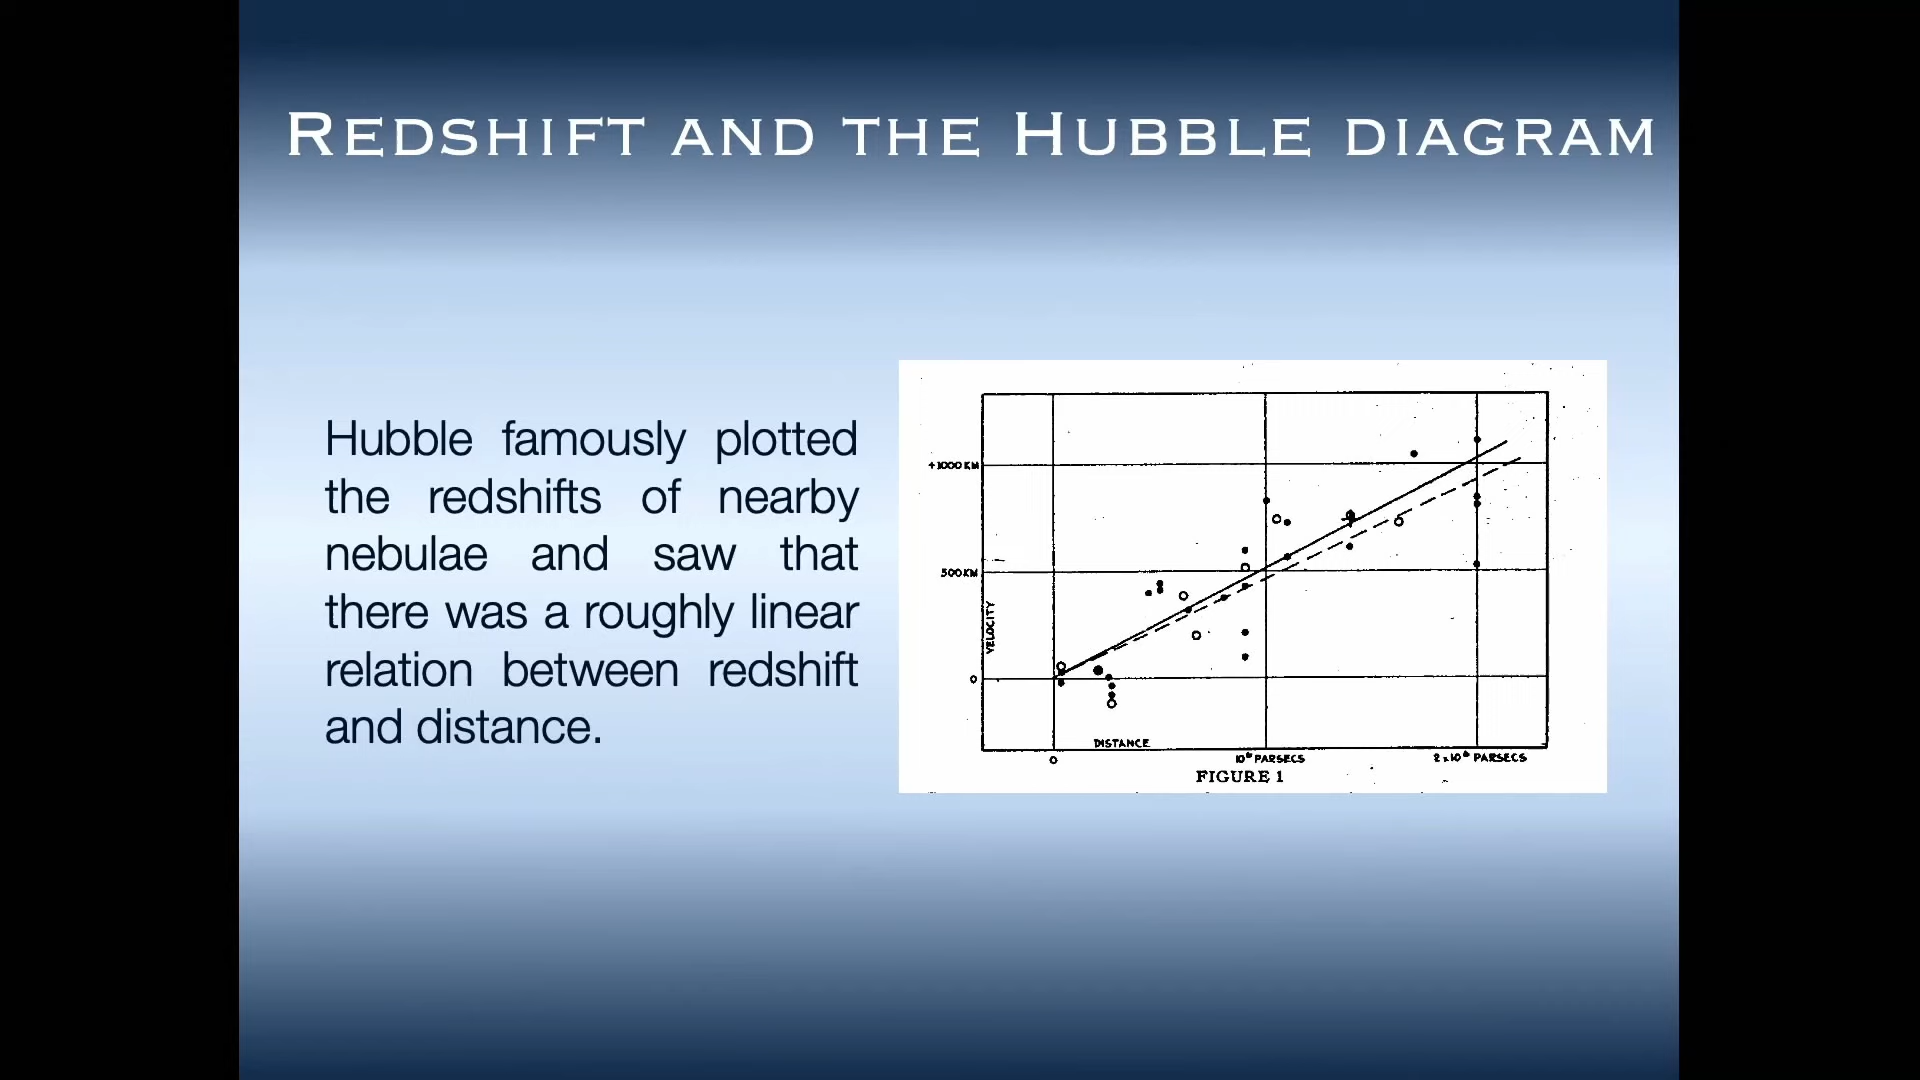 Redshift and the Hubble diagram
Hubble famously plotted
the redshifts of nearby
nebulae and saw that
there was a roughly linear
relation between redshift
and distance.
+1000 KM
500 KM
VELOCITY
0
DISTANCE
0
10⁶ PARSECS
2x10⁶ PARSECS
FIGURE 1